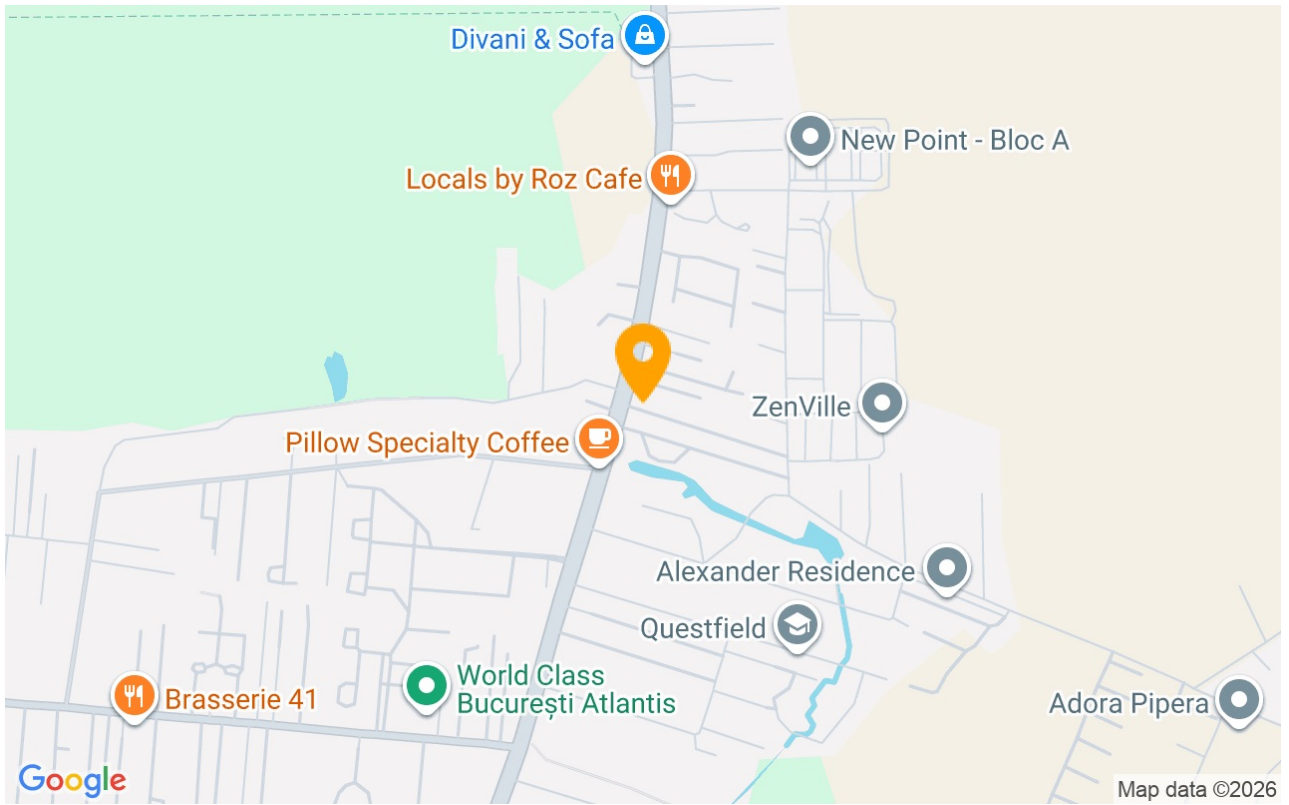 Divani & Sofa
New Point - Bloc A
Locals by Roz Cafe
ZenVille
Pillow Specialty Coffee
Alexander Residence
Questfield
World Class
București Atlantis
Brasserie 41
Adora Pipera
Google
Map data ©2026